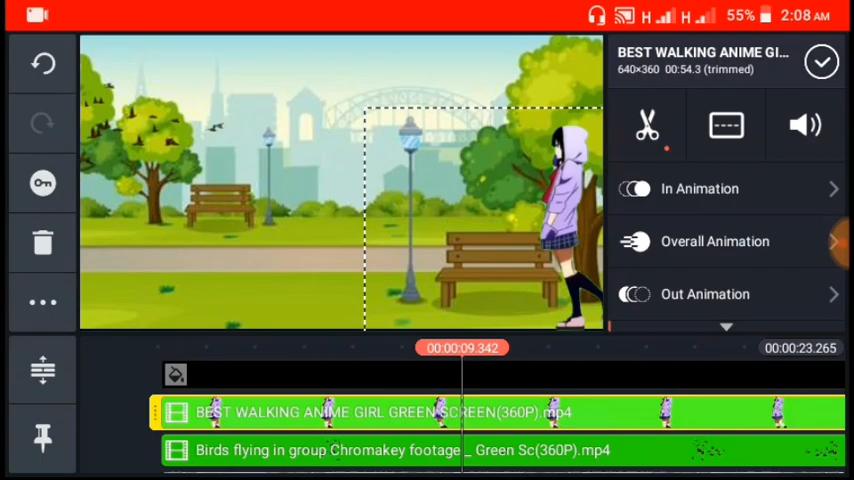 H H 55% 2:08 AM
BEST WALKING ANIME GI...
640×360 00:54.3 (trimmed)
In Animation
Overall Animation
Out Animation
00:00:09.342
00:00:23.265
BEST WALKING ANIME GIRL GREEN SCREEN(360P).mp4
Birds flying in group Chromakey footage _ Green Sc(360P).mp4